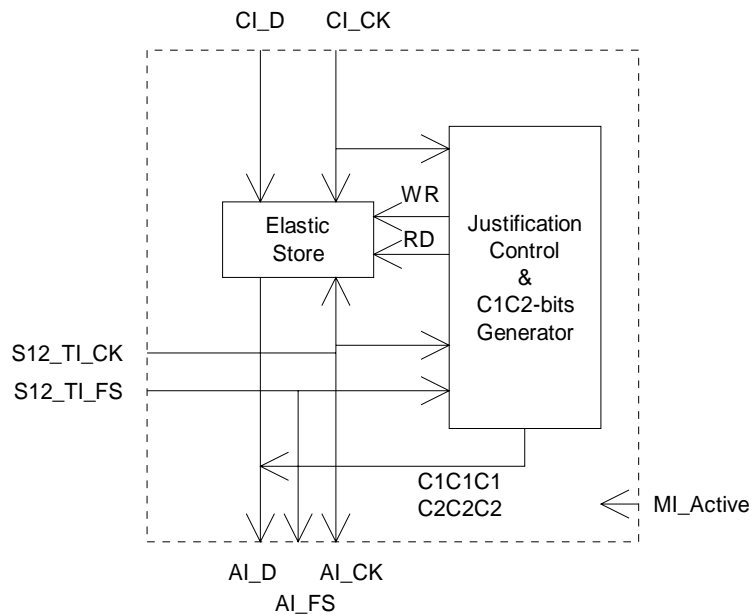 CI_D
CI_CK
WR
RD
Elastic
Store
Justification
Control
&
C1C2-bits
Generator
S12_TI_CK
S12_TI_FS
C1C1C1
C2C2C2
MI_Active
AI_D
AI_CK
AI_FS